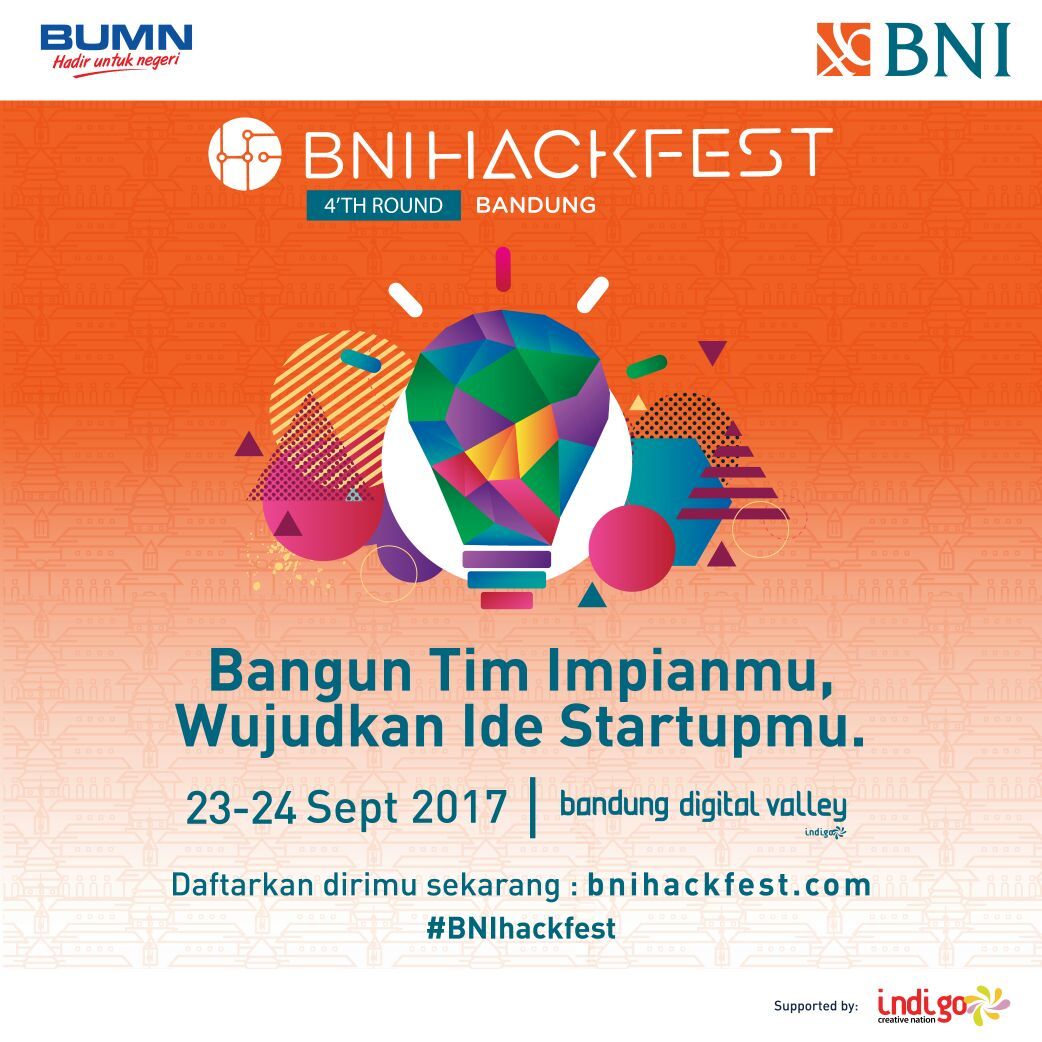 BUMN
Hadir untuk negeri
BNI
BNIHACKFEST
4'TH ROUND BANDUNG
Bangun Tim Impianmu,
Wujudkan Ide Startupmu.
23-24 Sept 2017 | bandung digital valley
indigo
Daftarkan dirimu sekarang : bnihackfest.com
#BNIhackfest
Supported by: indigo
creative nation